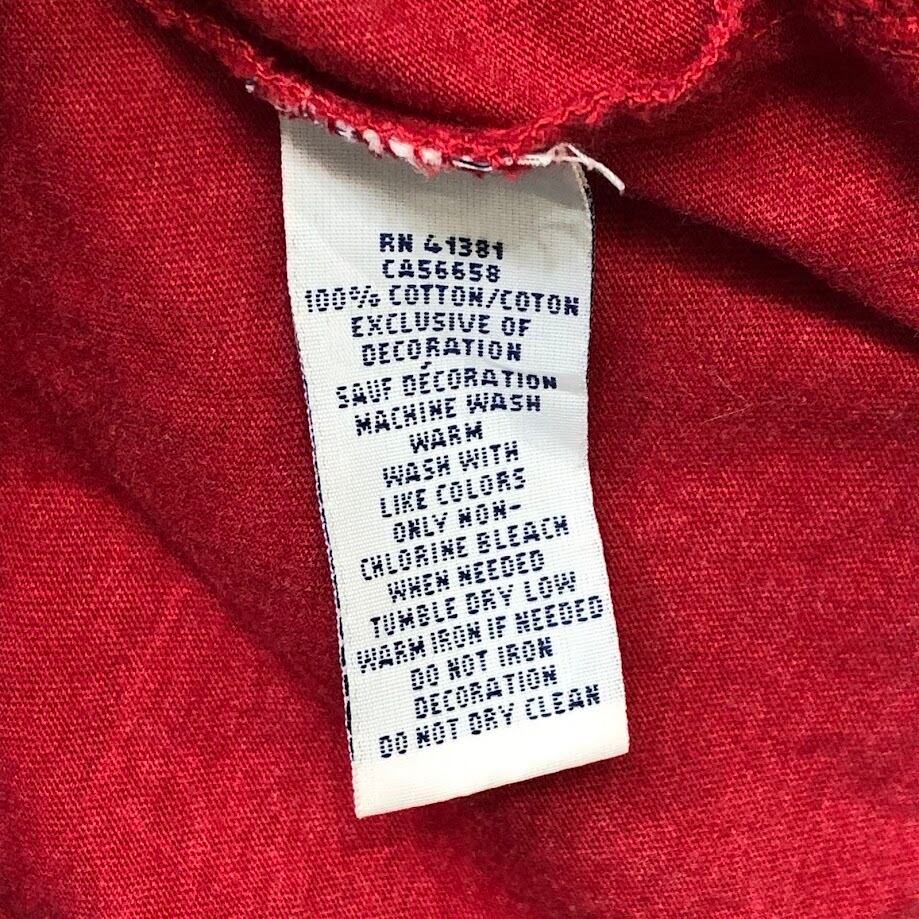 RN 41381
CA56658
100% COTTON/COTON
EXCLUSIVE OF
DECORATION
SAUF DÉCORATION
MACHINE WASH
WARM
WASH WITH
LIKE COLORS
ONLY NON-
CHLORINE BLEACH
WHEN NEEDED
TUMBLE DRY LOW
WARM IRON IF NEEDED
DO NOT IRON
DECORATION
DO NOT DRY CLEAN